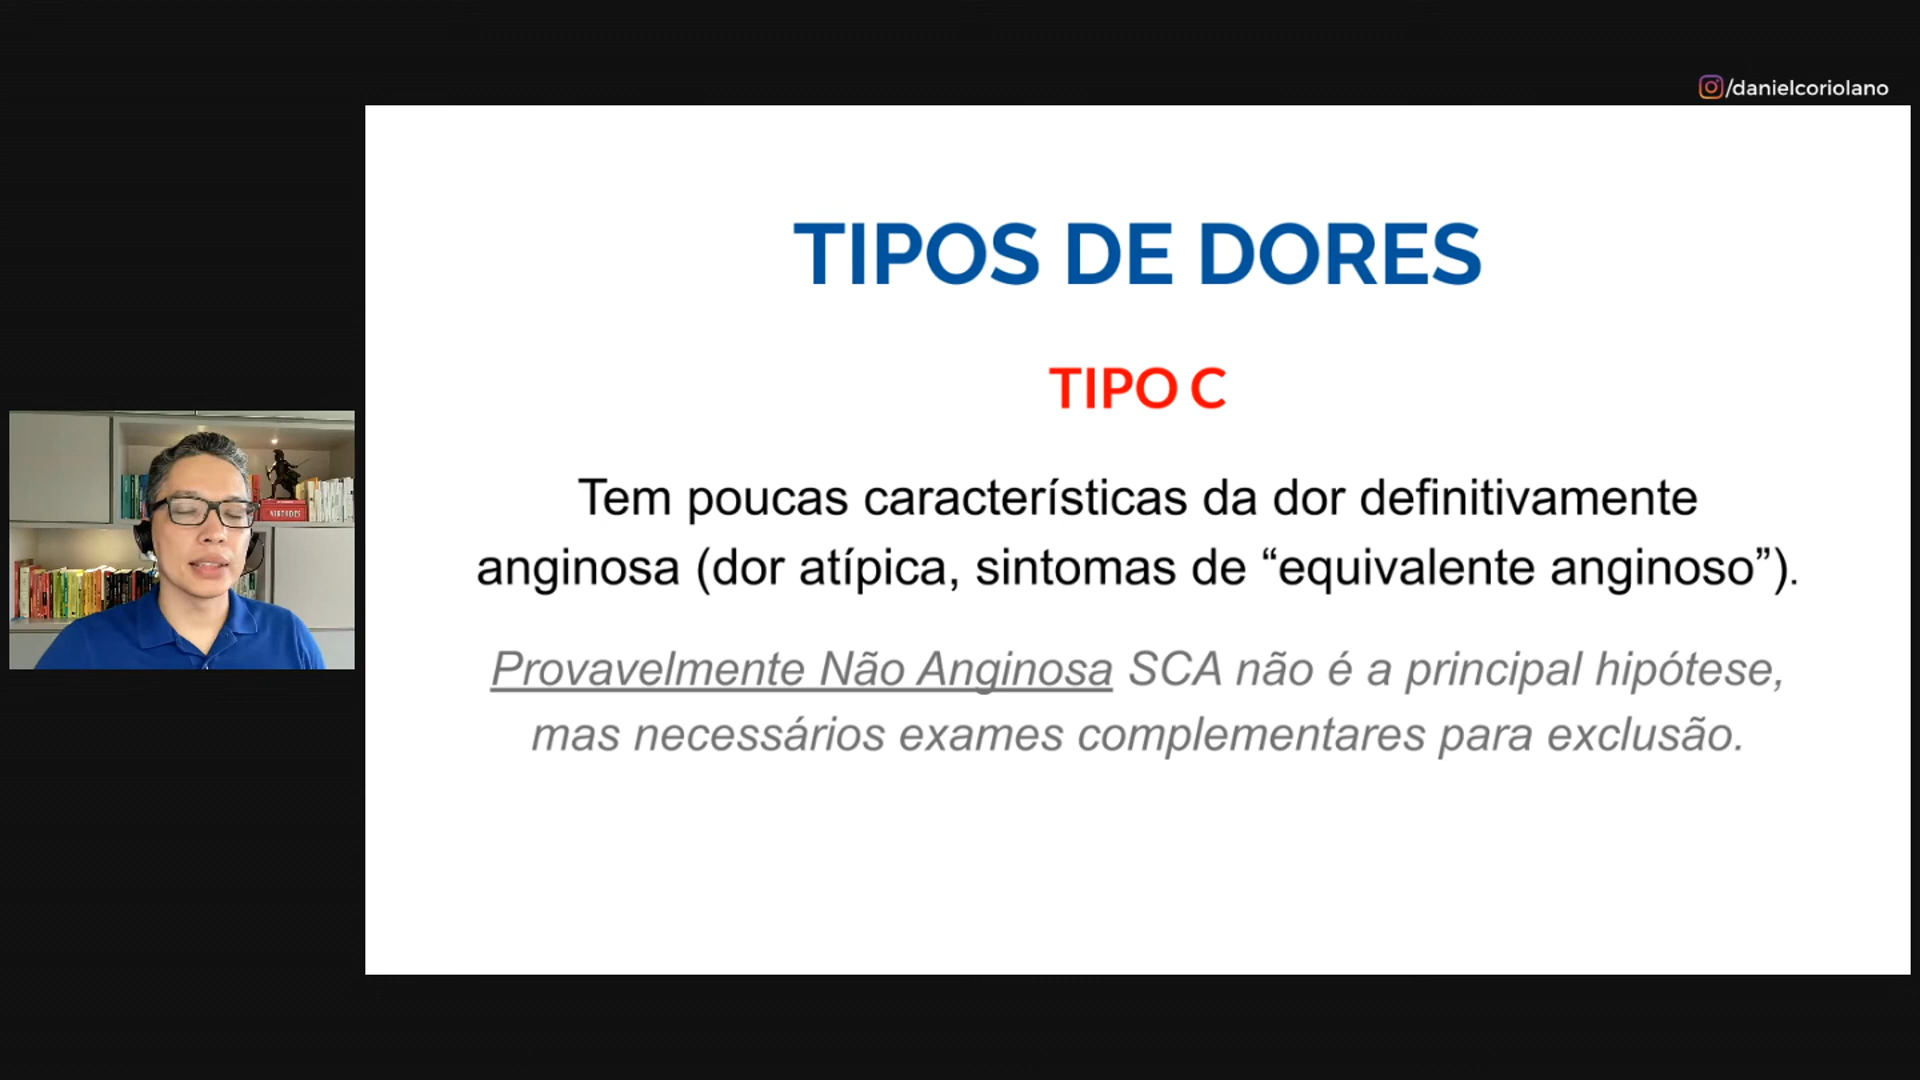 /danielcoriolano
TIPOS DE DORES
TIPO C
Tem poucas características da dor definitivamente
anginosa (dor atípica, sintomas de “equivalente anginoso”).
Provavelmente Não Anginosa SCA não é a principal hipótese,
mas necessários exames complementares para exclusão.
VIRTUDES